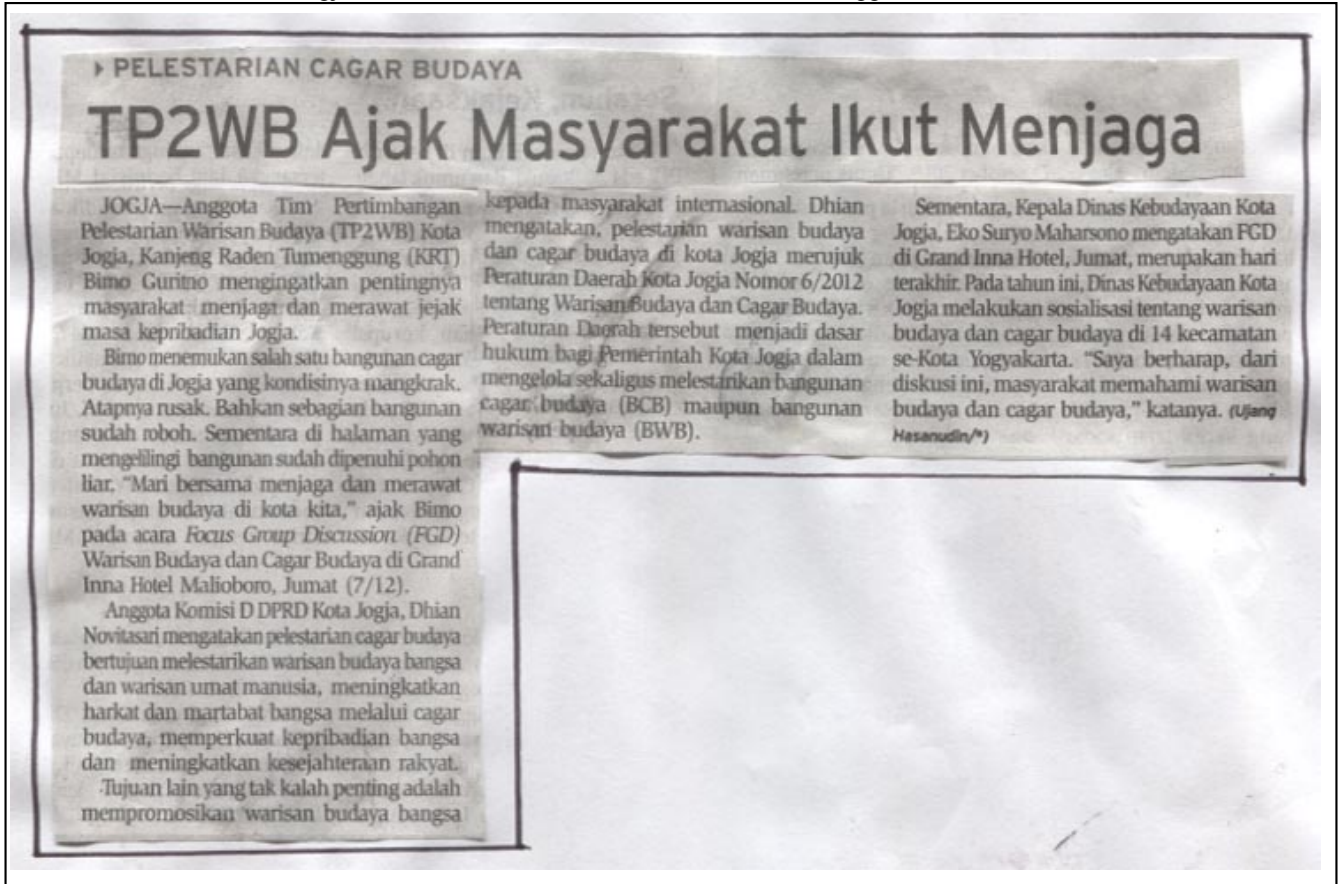 PELESTARIAN CAGAR BUDAYA
TP2WB Ajak Masyarakat Ikut Menjaga
JOGJA—Anggota Tim Pertimbangan
Pelestarian Warisan Budaya (TP2WB) Kota
Jogja, Kanjeng Raden Tumenggung (KRT)
Bimo Guritno mengingatkan pentingnya
masyarakat menjaga dan merawat jejak
masa kepribadian Jogja.
Bimo menemukan salah satu bangunan cagar
budaya di Jogja yang kondisinya mangkrak.
Atapnya rusak. Bahkan sebagian bangunan
sudah roboh. Sementara di halaman yang
mengelilingi bangunan sudah dipenuhi pohon
liar. “Mari bersama menjaga dan merawat
warisan budaya di kota kita,” ajak Bimo
pada acara Focus Group Discussion (FGD)
Warisan Budaya dan Cagar Budaya di Grand
Inna Hotel Malioboro, Jumat (7/12).
Anggota Komisi D DPRD Kota Jogja, Dhian
Novitasari mengatakan pelestarian cagar budaya
bertujuan melestarikan warisan budaya bangsa
dan warisan umat manusia, meningkatkan
harkat dan martabat bangsa melalui cagar
budaya, memperkuat kepribadian bangsa
dan meningkatkan kesejahteraan rakyat.
Tujuan lain yang tak kalah penting adalah
mempromosikan warisan budaya bangsa
kepada masyarakat internasional. Dhian
mengatakan, pelestarian warisan budaya
dan cagar budaya di kota Jogja merujuk
Peraturan Daerah Kota Jogja Nomor 6/2012
tentang Warisan Budaya dan Cagar Budaya.
Peraturan Daerah tersebut menjadi dasar
hukum bagi Pemerintah Kota Jogja dalam
mengelola sekaligus melestarikan bangunan
cagar budaya (BCB) maupun bangunan
warisan budaya (BWB).
Sementara, Kepala Dinas Kebudayaan Kota
Jogja, Eko Suryo Maharsono mengatakan FGD
di Grand Inna Hotel, Jumat, merupakan hari
terakhir. Pada tahun ini, Dinas Kebudayaan Kota
Jogja melakukan sosialisasi tentang warisan
budaya dan cagar budaya di 14 kecamatan
se-Kota Yogyakarta. “Saya berharap, dari
diskusi ini, masyarakat memahami warisan
budaya dan cagar budaya,” katanya. (Ujang
Hasanudin/*)